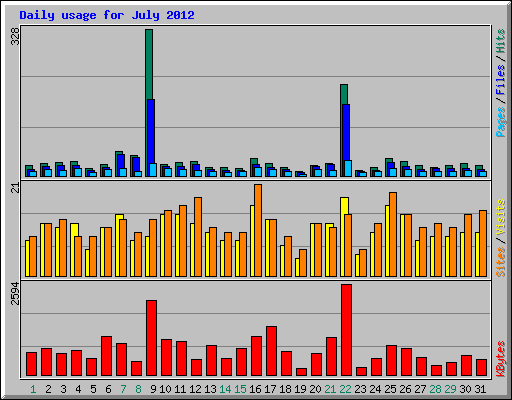 Daily usage for July 2012
328
Pages / Files / Hits
21
Sites / Visits
2594
KBytes
1 2 3 4 5 6 7 8 9 10 11 12 13 14 15 16 17 18 19 20 21 22 23 24 25 26 27 28 29 30 31